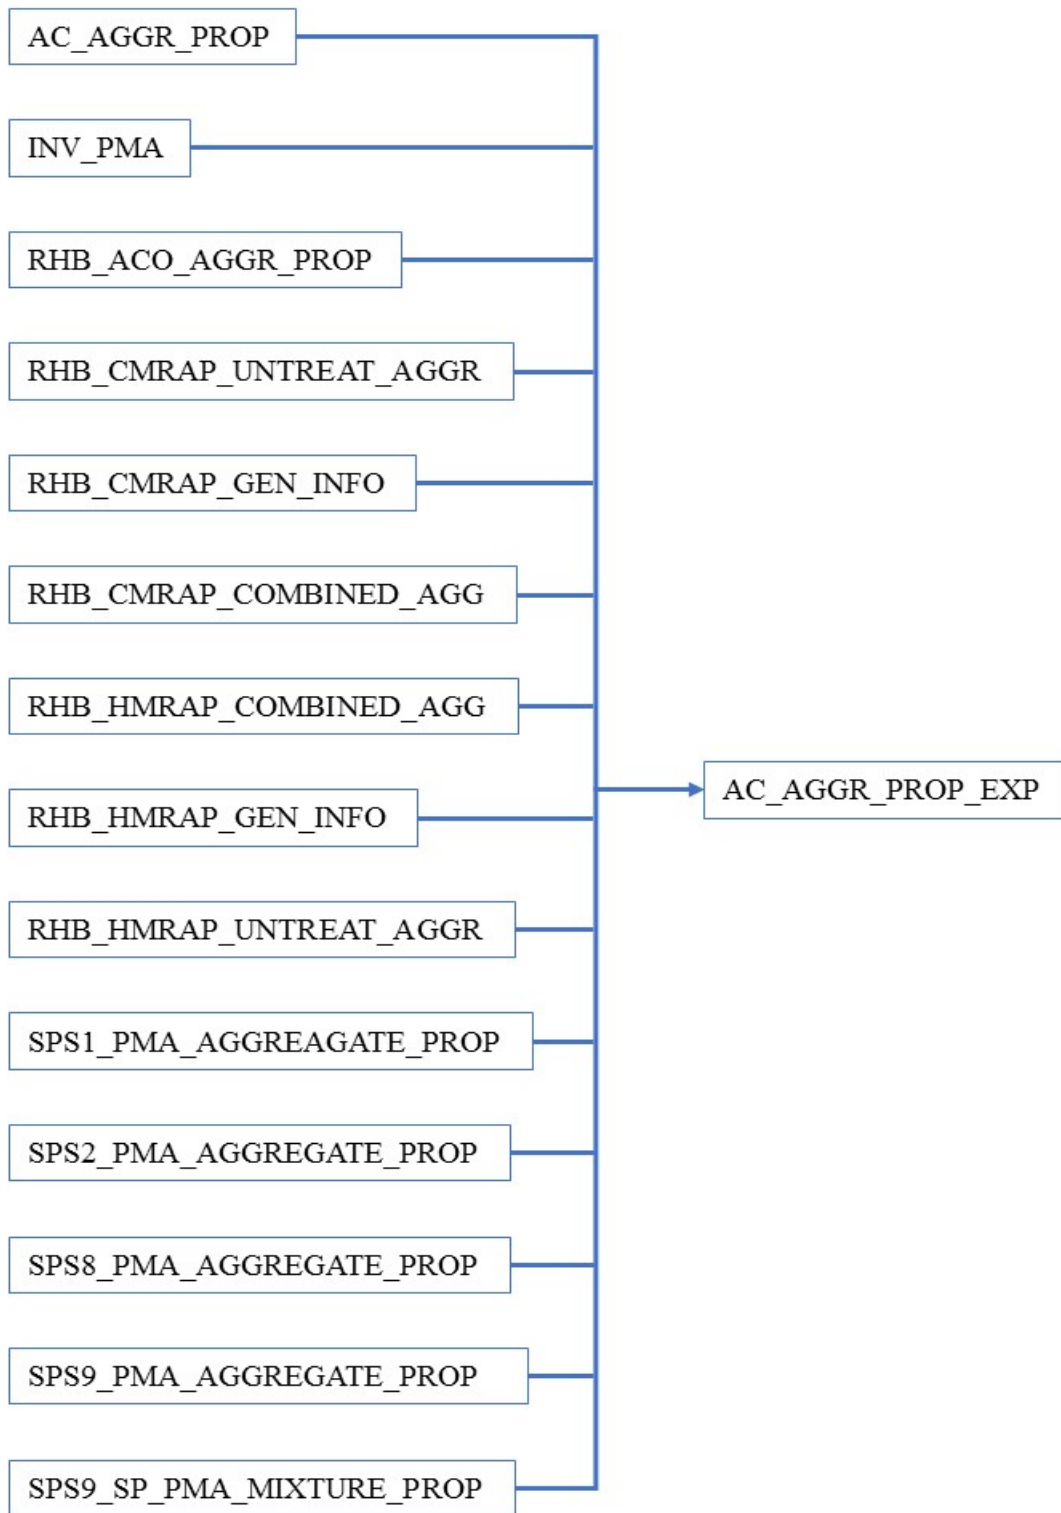 AC_AGGR_PROP
INV_PMA
RHB_ACO_AGGR_PROP
RHB_CMRAP_UNTREAT_AGGR
RHB_CMRAP_GEN_INFO
RHB_CMRAP_COMBINED_AGG
RHB_HMRAP_COMBINED_AGG
AC_AGGR_PROP_EXP
RHB_HMRAP_GEN_INFO
RHB_HMRAP_UNTREAT_AGGR
SPS1_PMA_AGGREAGATE_PROP
SPS2_PMA_AGGREGATE_PROP
SPS8_PMA_AGGREGATE_PROP
SPS9_PMA_AGGREGATE_PROP
SPS9_SP_PMA_MIXTURE_PROP